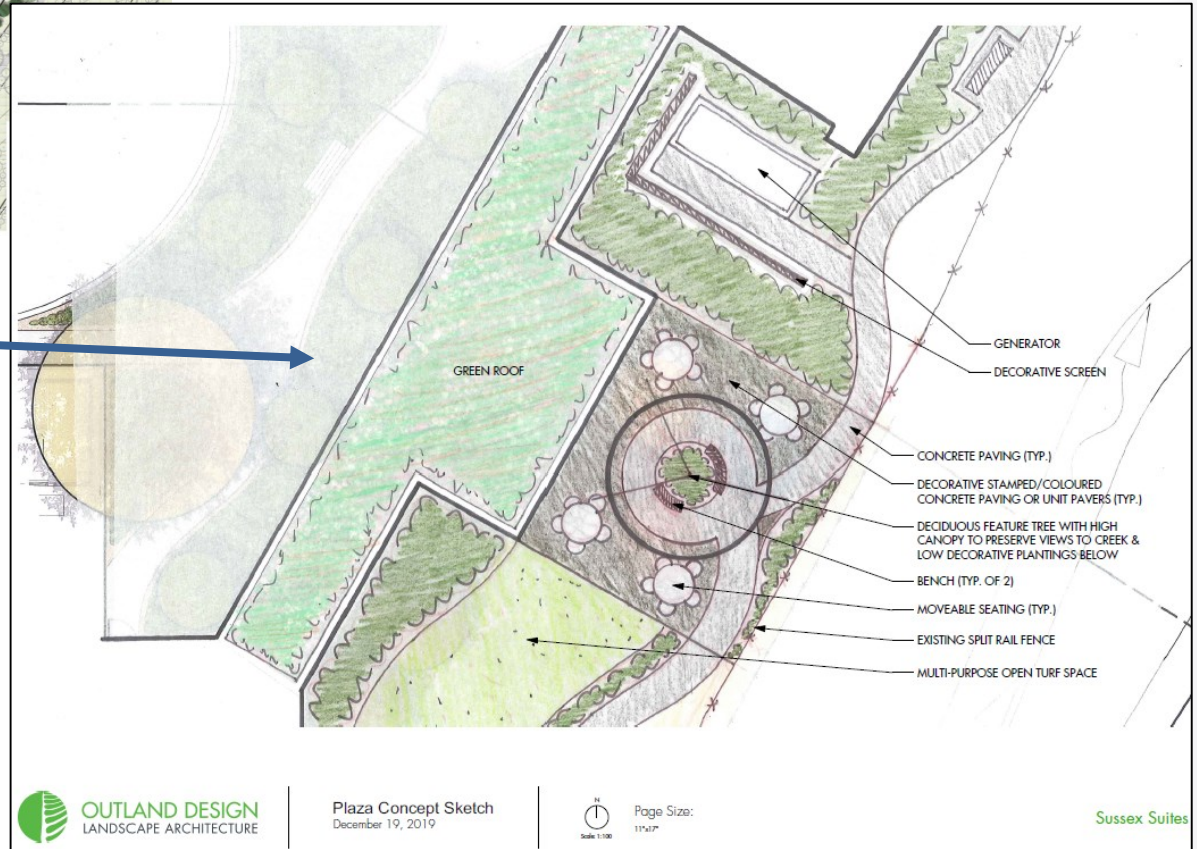 GREEN ROOF
GENERATOR
DECORATIVE SCREEN
CONCRETE PAVING (TYP.)
DECORATIVE STAMPED/COLOURED
CONCRETE PAVING OR UNIT PAVERS (TYP.)
DECIDUOUS FEATURE TREE WITH HIGH
CANOPY TO PRESERVE VIEWS TO CREEK &
LOW DECORATIVE PLANTINGS BELOW
BENCH (TYP. OF 2)
MOVEABLE SEATING (TYP.)
EXISTING SPLIT RAIL FENCE
MULTI-PURPOSE OPEN TURF SPACE
OUTLAND DESIGN
LANDSCAPE ARCHITECTURE
Plaza Concept Sketch
December 19, 2019
N
Scale 1:100
Page Size:
11"x17"
Sussex Suites